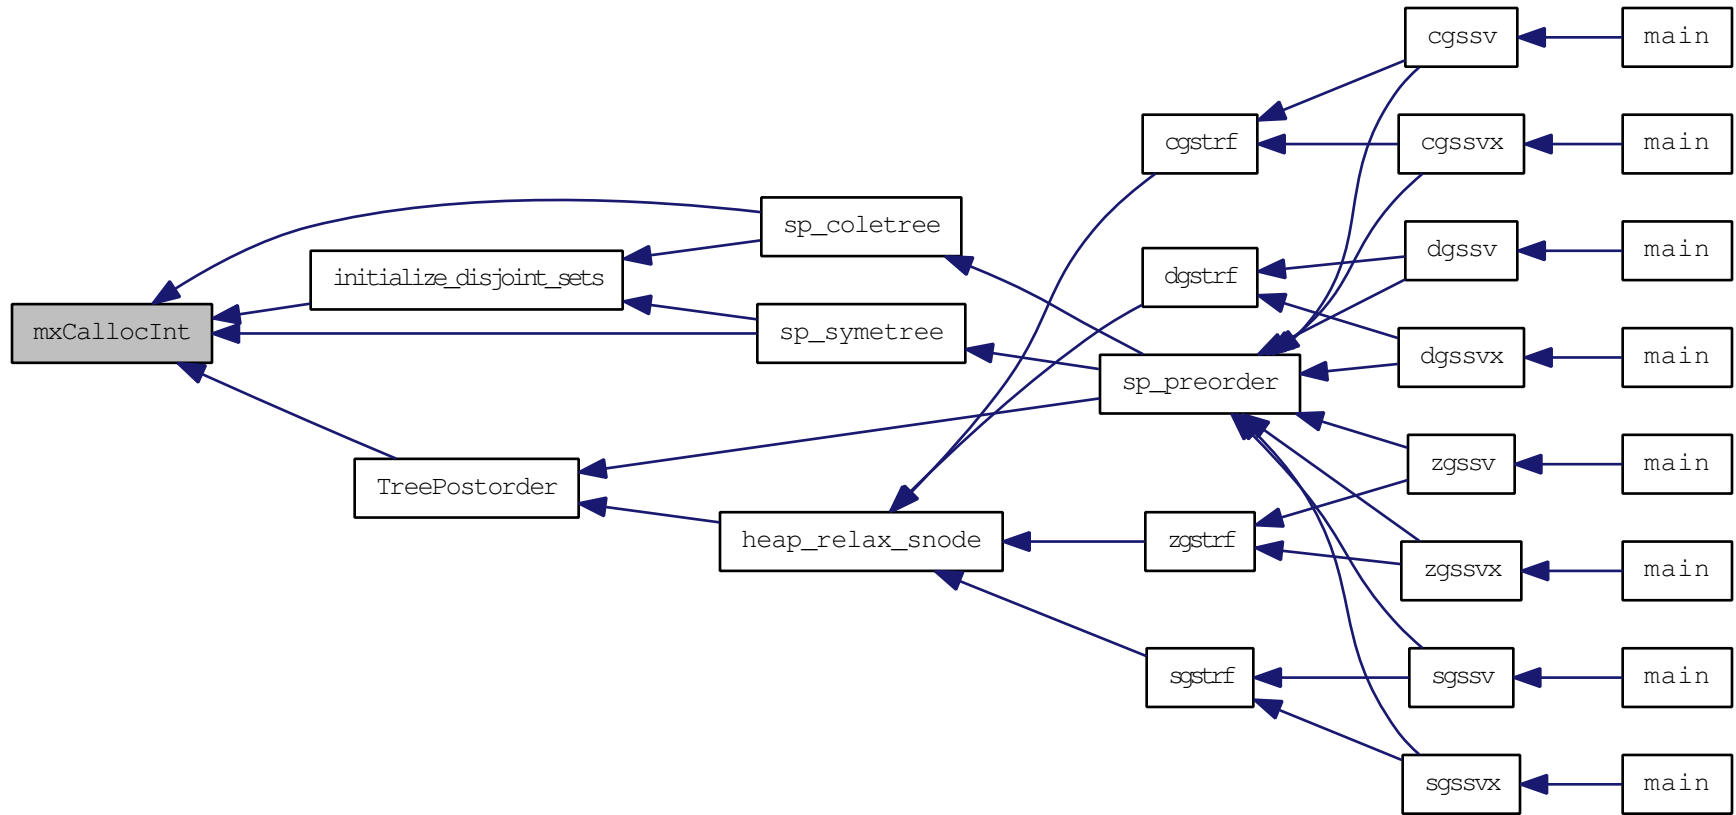 cgssv
main
cgstrf
cgssvx
main
sp_coletree
dgssv
main
initialize_disjoint_sets
dgstrf
mxCallocInt
sp_symetree
dgssvx
main
sp_preorder
zgssv
main
TreePostorder
heap_relax_snode
zgstrf
zgssvx
main
sgstrf
sgssv
main
sgssvx
main